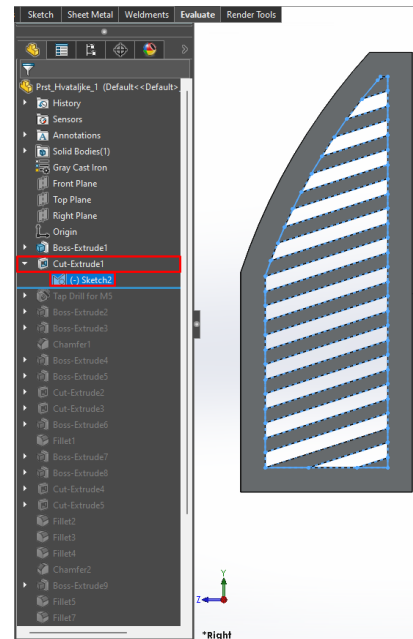 Sketch Sheet Metal Weldments Evaluate Render Tools
Prst_Hvataljke_1 (Default<<Default>_
History
Sensors
Annotations
Solid Bodies(1)
Gray Cast Iron
Front Plane
Top Plane
Right Plane
Origin
Boss-Extrude1
Cut-Extrude1
(-) Sketch2
Tap Drill for M5
Boss-Extrude2
Boss-Extrude3
Chamfer1
Boss-Extrude4
Boss-Extrude5
Cut-Extrude2
Cut-Extrude3
Boss-Extrude6
Fillet1
Boss-Extrude7
Boss-Extrude8
Cut-Extrude4
Cut-Extrude5
Fillet2
Fillet3
Fillet4
Chamfer2
Boss-Extrude9
Fillet5
Fillet7
Y
Z
*Right